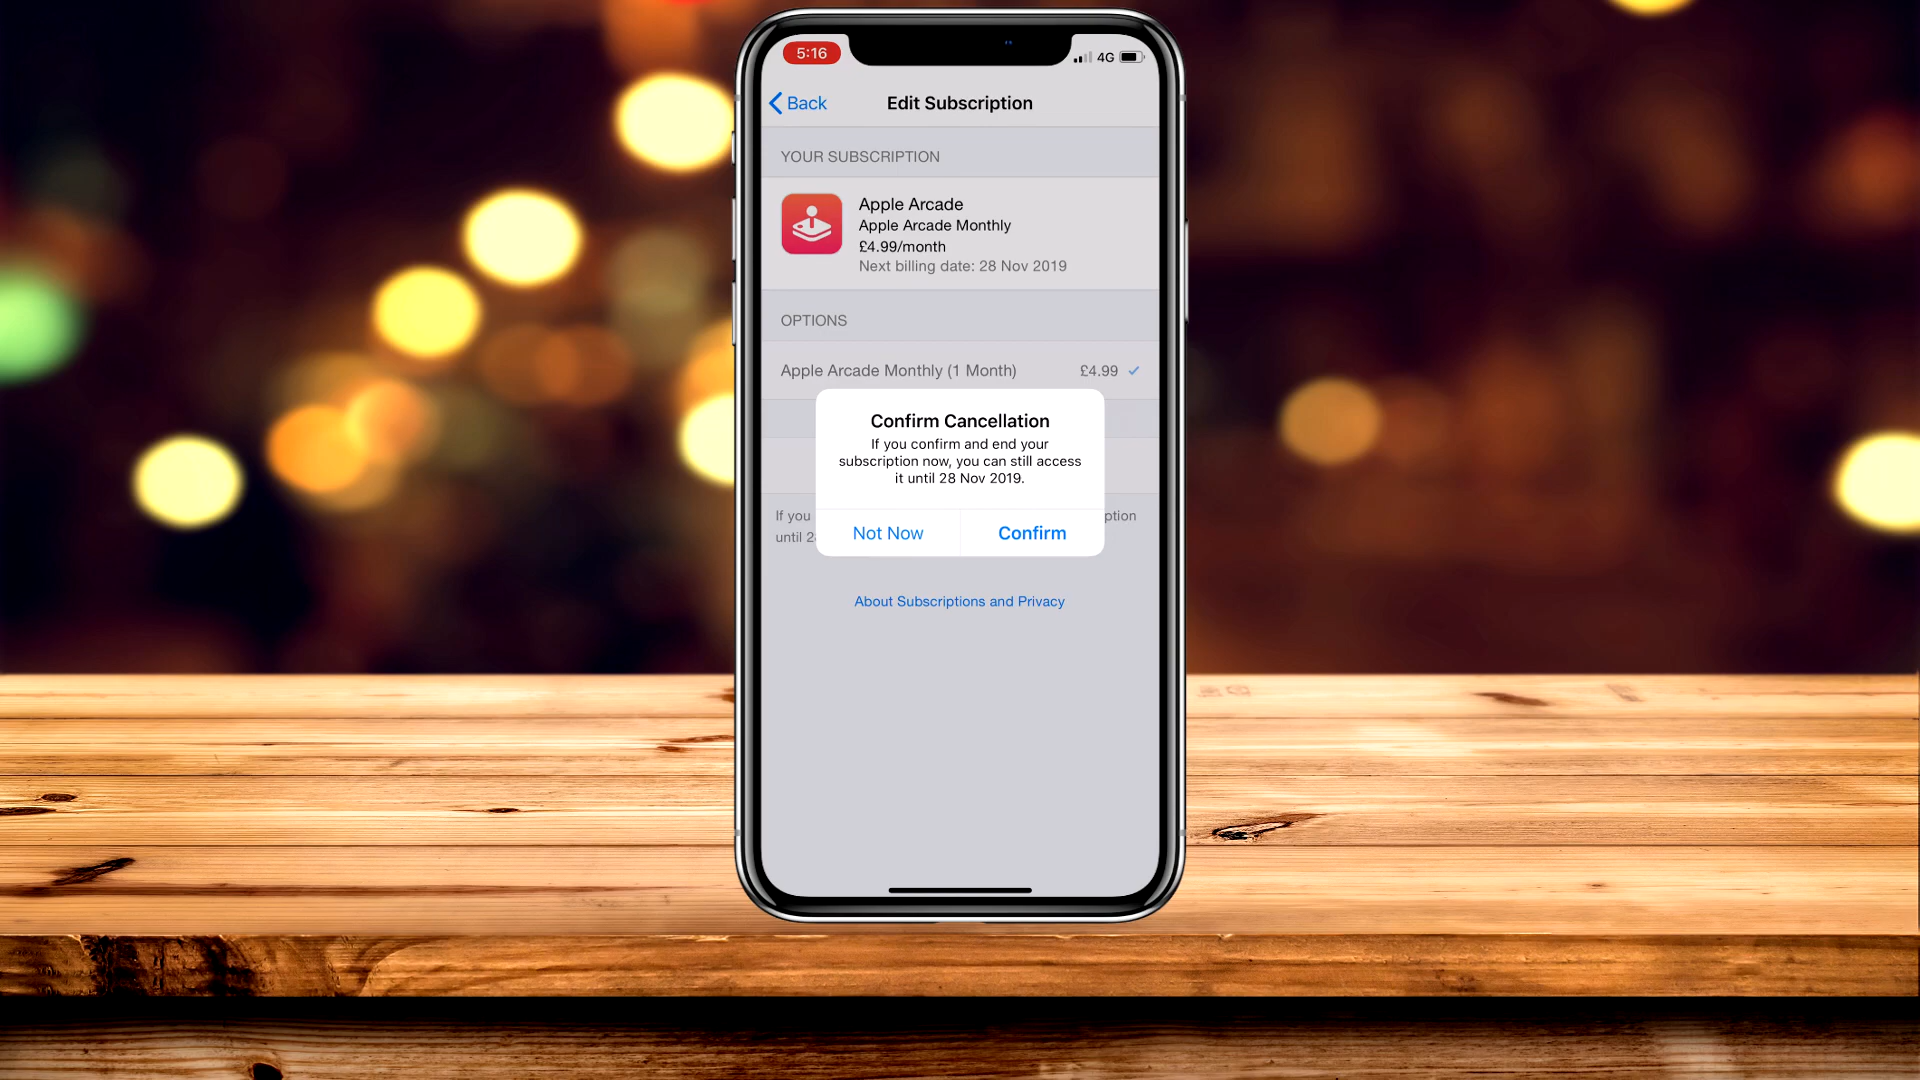 5:16
4G
Back
Edit Subscription
YOUR SUBSCRIPTION
Apple Arcade
Apple Arcade Monthly
£4.99/month
Next billing date: 28 Nov 2019
OPTIONS
Apple Arcade Monthly (1 Month) £4.99
Confirm Cancellation
If you confirm and end your
subscription now, you can still access
it until 28 Nov 2019.
If you
ption
until 2
Not Now
Confirm
About Subscriptions and Privacy